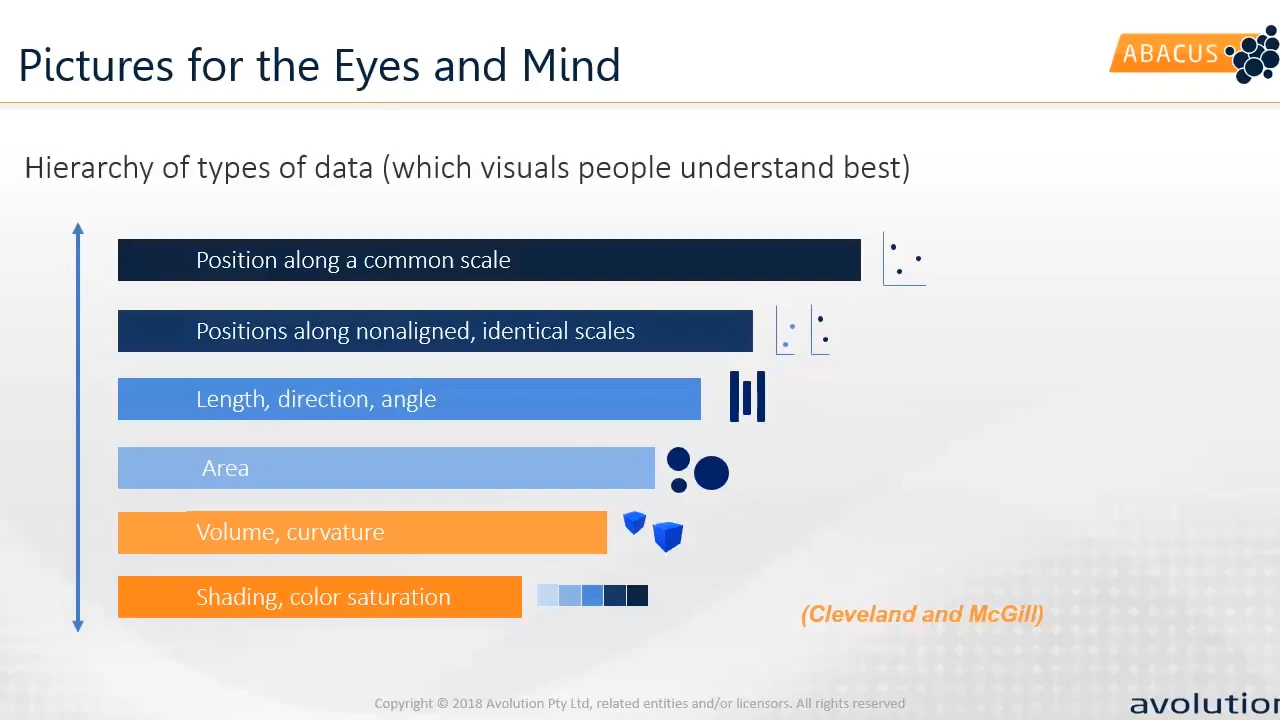 Pictures for the Eyes and Mind
ABACUS
Hierarchy of types of data (which visuals people understand best)
Position along a common scale
Positions along nonaligned, identical scales
Length, direction, angle
Area
Volume, curvature
Shading, color saturation
(Cleveland and McGill)
Copyright © 2018 Avolution Pty Ltd, related entities and/or licensors. All rights reserved
avolution